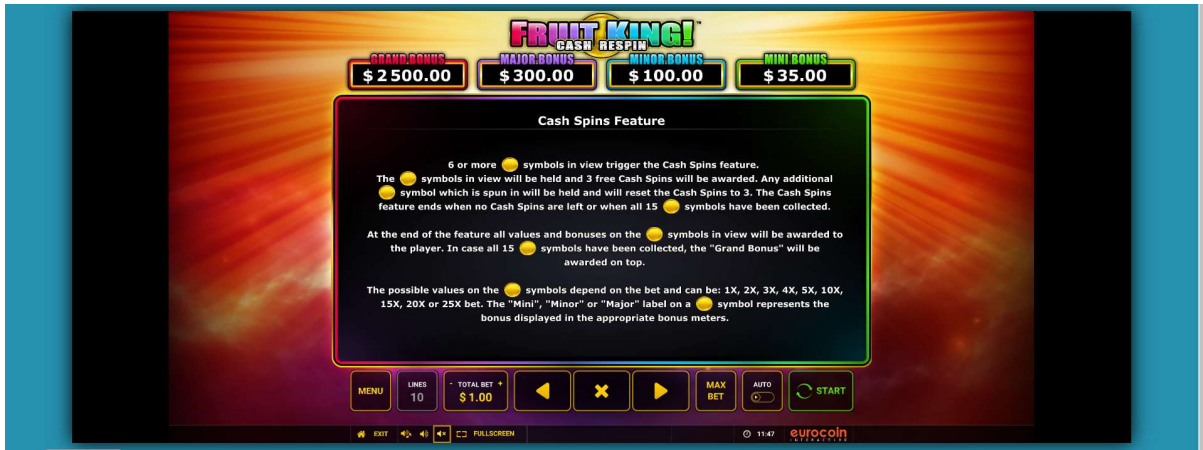 FRUIT KING!™
CASH RESPIN
GRAND BONUS
MAJOR BONUS
MINOR BONUS
MINI BONUS
$2500.00
$300.00
$100.00
$35.00
Cash Spins Feature
6 or more symbols in view trigger the Cash Spins feature.
The symbols in view will be held and 3 free Cash Spins will be awarded. Any additional
symbol which is spun in will be held and will reset the Cash Spins to 3. The Cash Spins
feature ends when no Cash Spins are left or when all 15 symbols have been collected.
At the end of the feature all values and bonuses on the symbols in view will be awarded to
the player. In case all 15 symbols have been collected, the "Grand Bonus" will be
awarded on top.
The possible values on the symbols depend on the bet and can be: 1X, 2X, 3X, 4X, 5X, 10X,
15X, 20X or 25X bet. The "Mini", "Minor" or "Major" label on a symbol represents the
bonus displayed in the appropriate bonus meters.
MENU
LINES
10
- TOTAL BET +
$1.00
MAX
BET
AUTO
START
EXIT
FULLSCREEN
11:47
eurocoin
INTERACTIVE